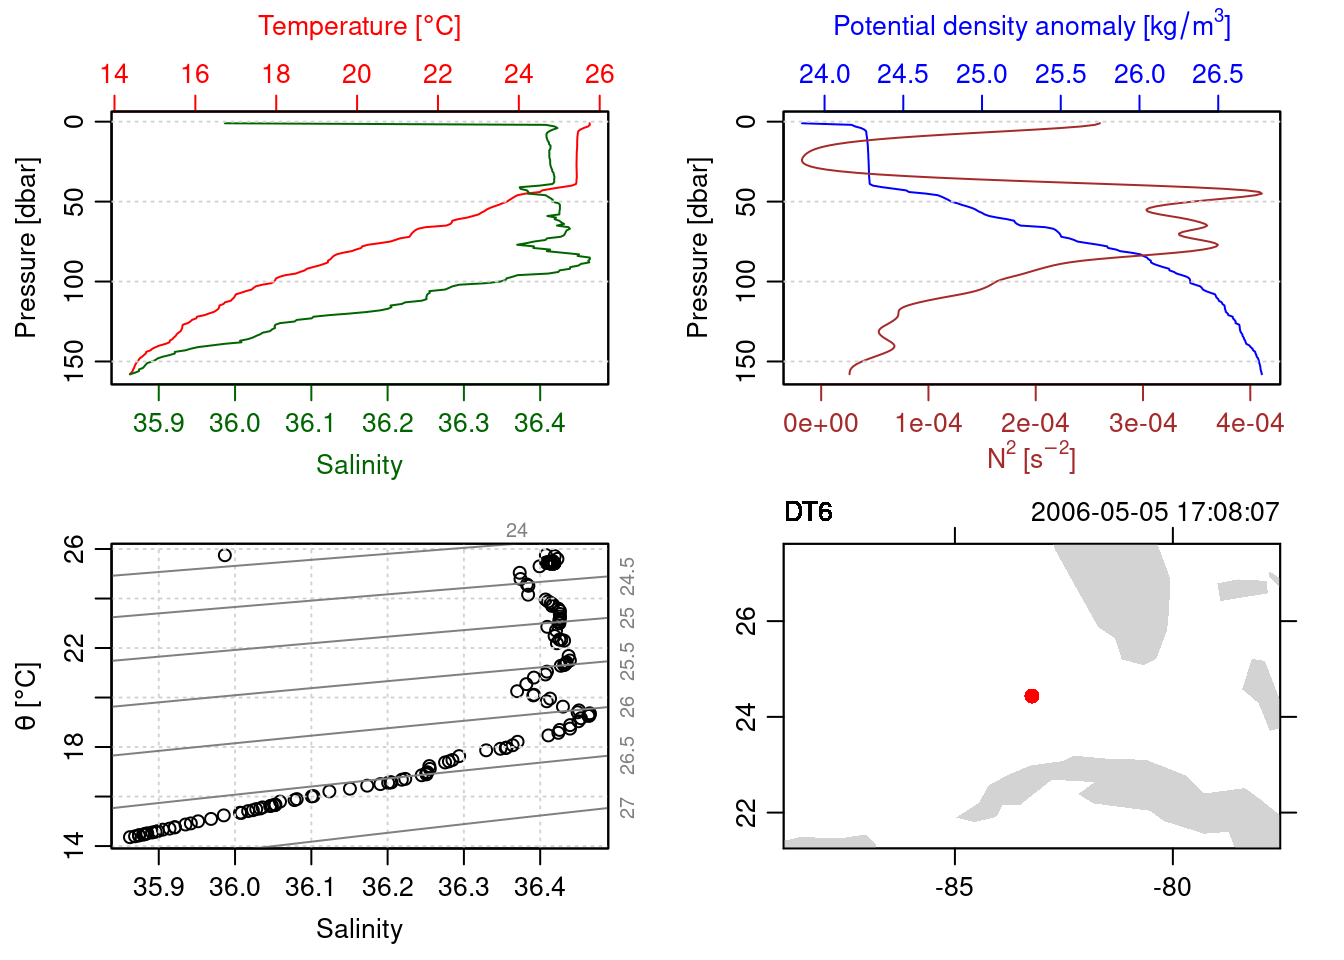 Temperature [°C]
14 16 18 20 22 24 26
0
50
100
150
Pressure [dbar]
35.9 36.0 36.1 36.2 36.3 36.4
Salinity
Potential density anomaly [kg/m³]
24.0 24.5 25.0 25.5 26.0 26.5
0
50
100
150
Pressure [dbar]
0e+00 1e-04 2e-04 3e-04 4e-04
N² [s⁻²]
24
26
22
18
14
θ [°C]
24.5
25
25.5
26
26.5
27
35.9 36.0 36.1 36.2 36.3 36.4
Salinity
DT6 2006-05-05 17:08:07
26
24
22
-85 -80